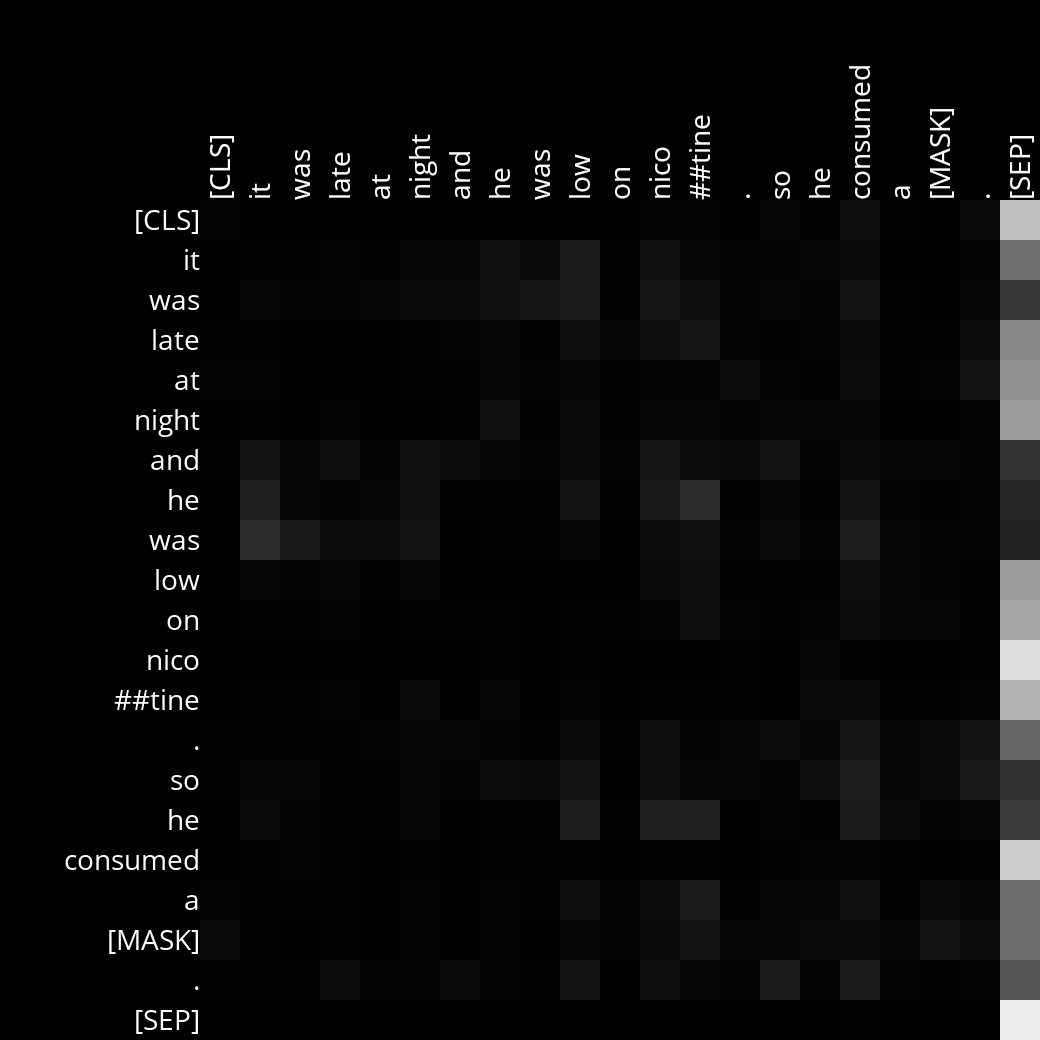 [CLS] it was late at night and he was low on nico ##tine . so he consumed a [MASK] . [SEP]
[CLS]
it
was
late
at
night
and
he
was
low
on
nico
##tine
.
so
he
consumed
a
[MASK]
.
[SEP]